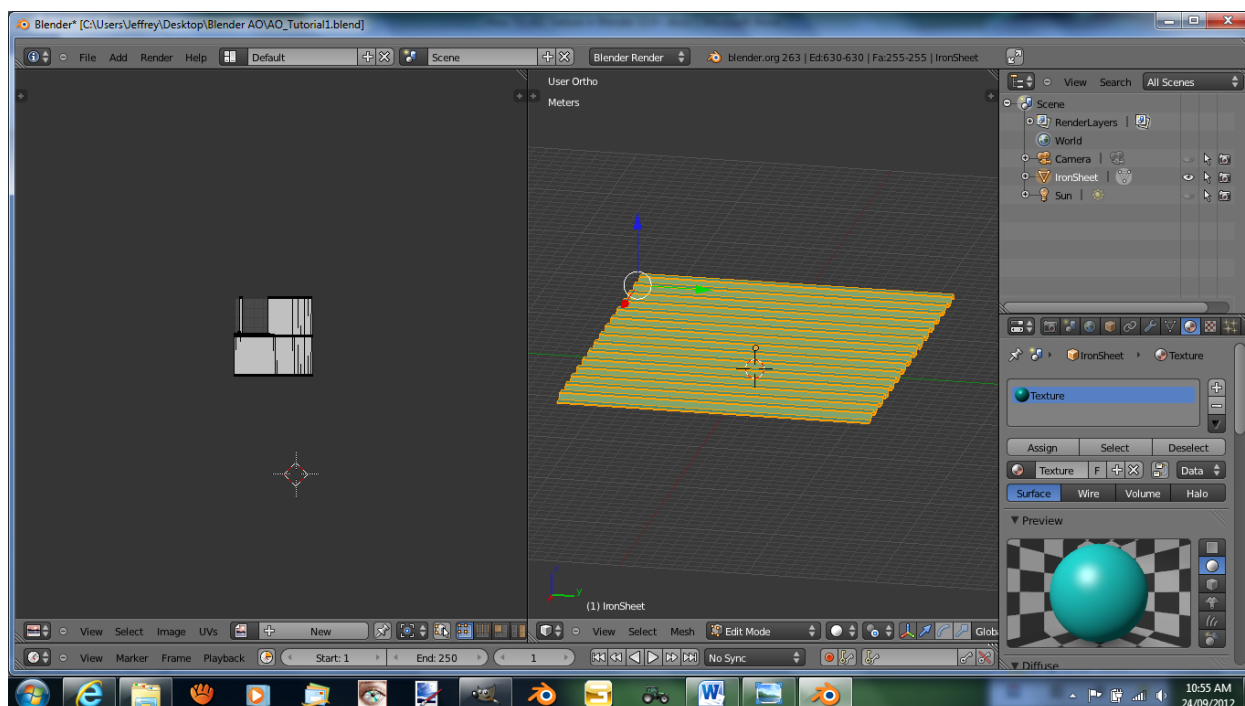 Blender* [C:\Users\Jeffrey\Desktop\Blender AO\AO_Tutorial1.blend]
File Add Render Help Default Scene Blender Render blender.org 263 | Ed:630-630 | Fa:255-255 | IronSheet
User Ortho
Meters
View Search All Scenes
Scene
RenderLayers |
World
Camera |
IronSheet |
Sun |
IronSheet Texture
Texture
Assign Select Deselect
Texture F Data
Surface Wire Volume Halo
Preview
z
y
(1) IronSheet
View Select Image UVs New
View Select Mesh Edit Mode Glob
View Marker Frame Playback Start: 1 End: 250 1 No Sync
Diffuse
10:55 AM
24/09/2012